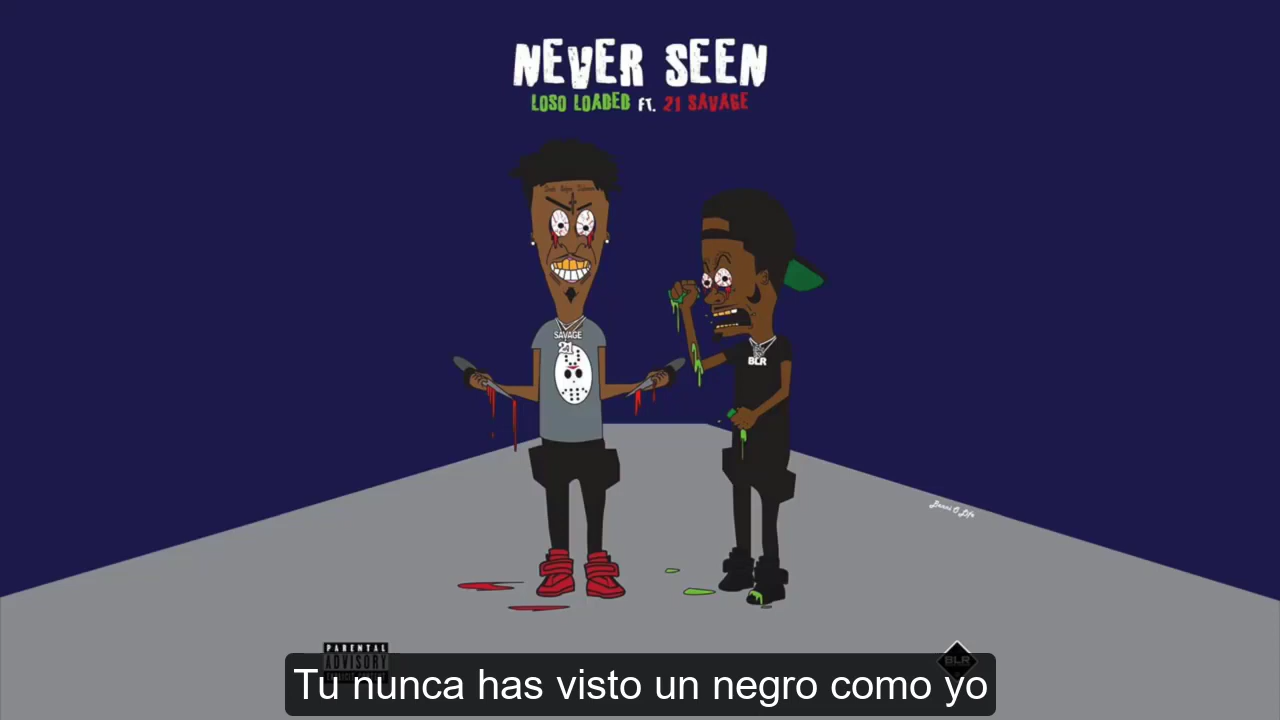 NEVER SEEN
LOSO LOADED FT. 21 SAVAGE
SAVAGE
21
BLR
PARENTAL
ADVISORY
BLR
Tu nunca has visto un negro como yo